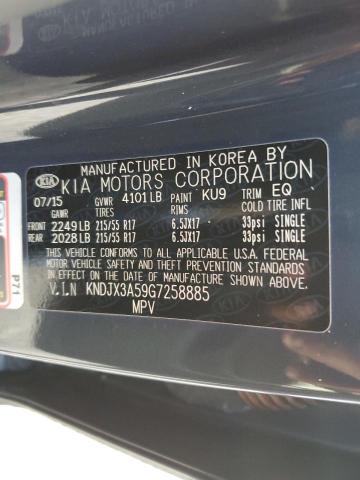 MANUFACTURED IN KOREA BY
KIA KIA MOTORS CORPORATION
07/15 GVWR 4101 LB PAINT KU9 TRIM EQ
GAWR TIRES RIMS COLD TIRE INFL
FRONT 2249 LB 215/55 R17 6.5JX17 33psi SINGLE
REAR 2028 LB 215/55 R17 6.5JX17 33psi SINGLE
THIS VEHICLE CONFORMS TO ALL APPLICABLE U.S.A FEDERAL
MOTOR VEHICLE SAFETY AND BUMPER AND THEFT PREVENTION
STANDARDS IN EFFECT ON THE DATE OF MANUFACTURE SHOWN ABOVE.
V.I.N KNDJX3A59G7258885
MPV
P71